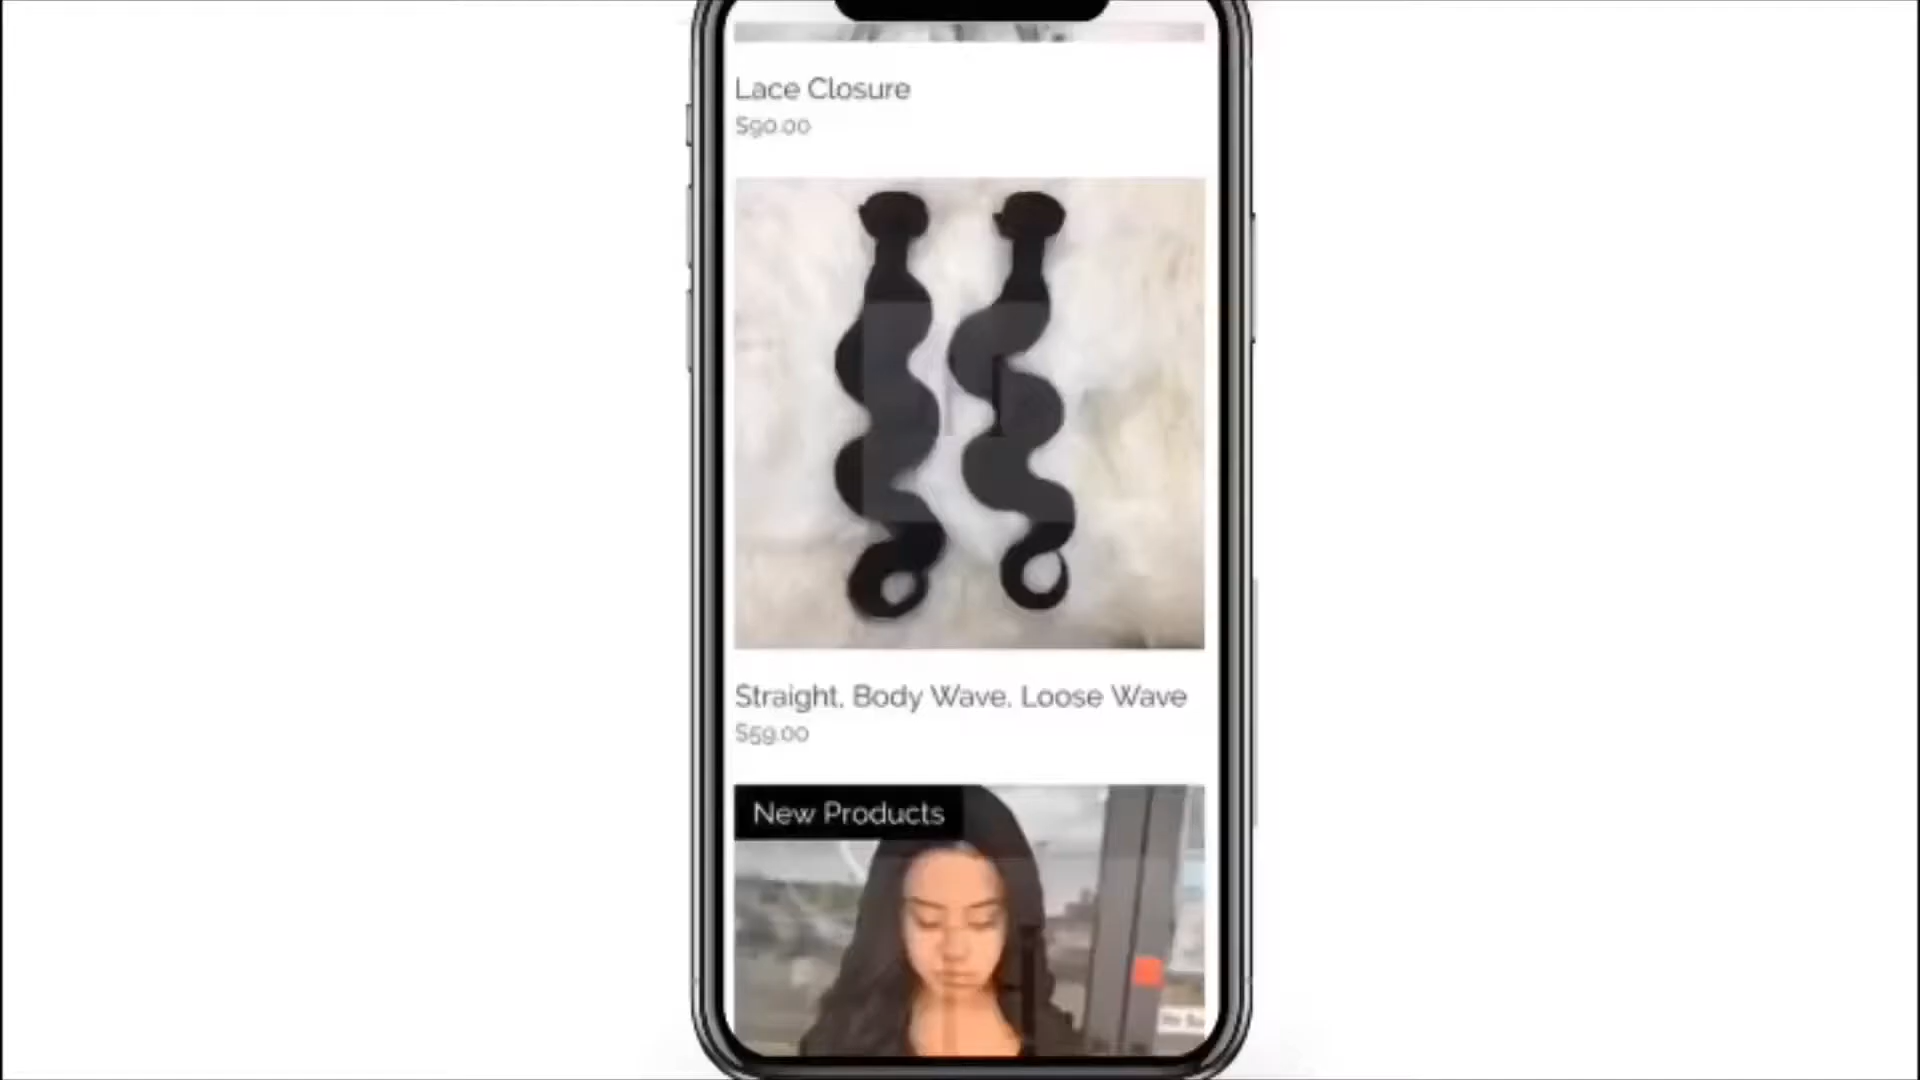 Lace Closure
$90.00
Straight, Body Wave, Loose Wave
$59.00
New Products